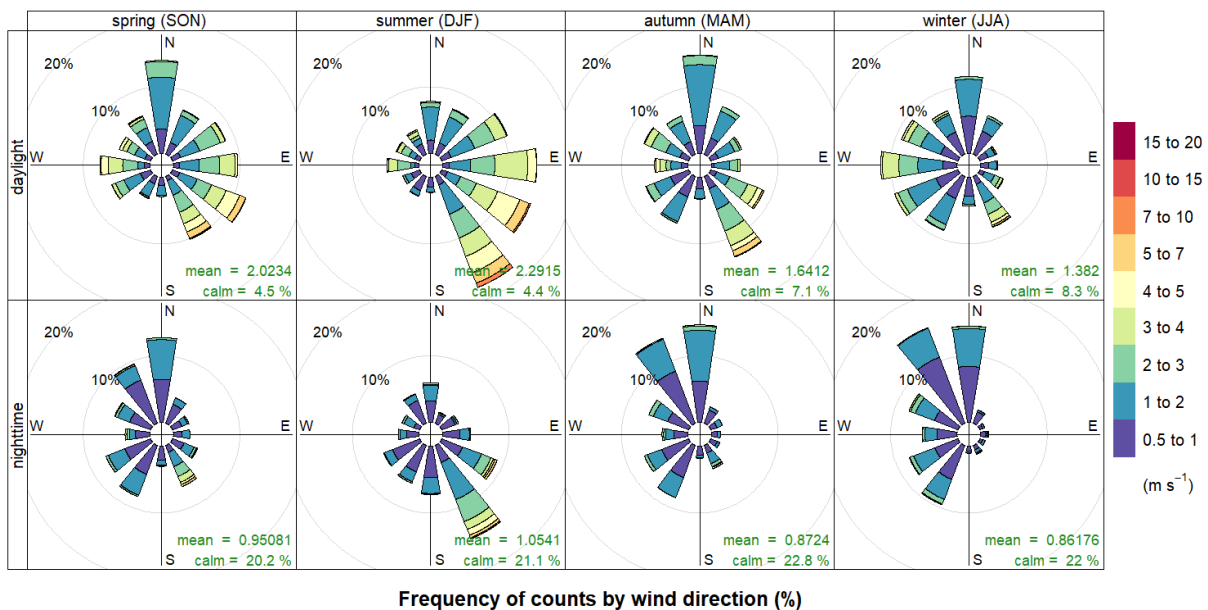 spring (SON)
summer (DJF)
autumn (MAM)
winter (JJA)
daylight
N
20%
10%
W
E
S
mean = 2.0234
calm = 4.5 %
N
20%
10%
W
E
S
mean = 2.2915
calm = 4.4 %
N
20%
10%
W
E
S
mean = 1.6412
calm = 7.1 %
N
20%
10%
W
E
S
mean = 1.382
calm = 8.3 %
nighttime
N
20%
10%
W
E
S
mean = 0.95081
calm = 20.2 %
N
20%
10%
W
E
S
mean = 1.0541
calm = 21.1 %
N
20%
10%
W
E
S
mean = 0.8724
calm = 22.8 %
N
20%
10%
W
E
S
mean = 0.86176
calm = 22 %
15 to 20
10 to 15
7 to 10
5 to 7
4 to 5
3 to 4
2 to 3
1 to 2
0.5 to 1
(m s⁻¹)
Frequency of counts by wind direction (%)